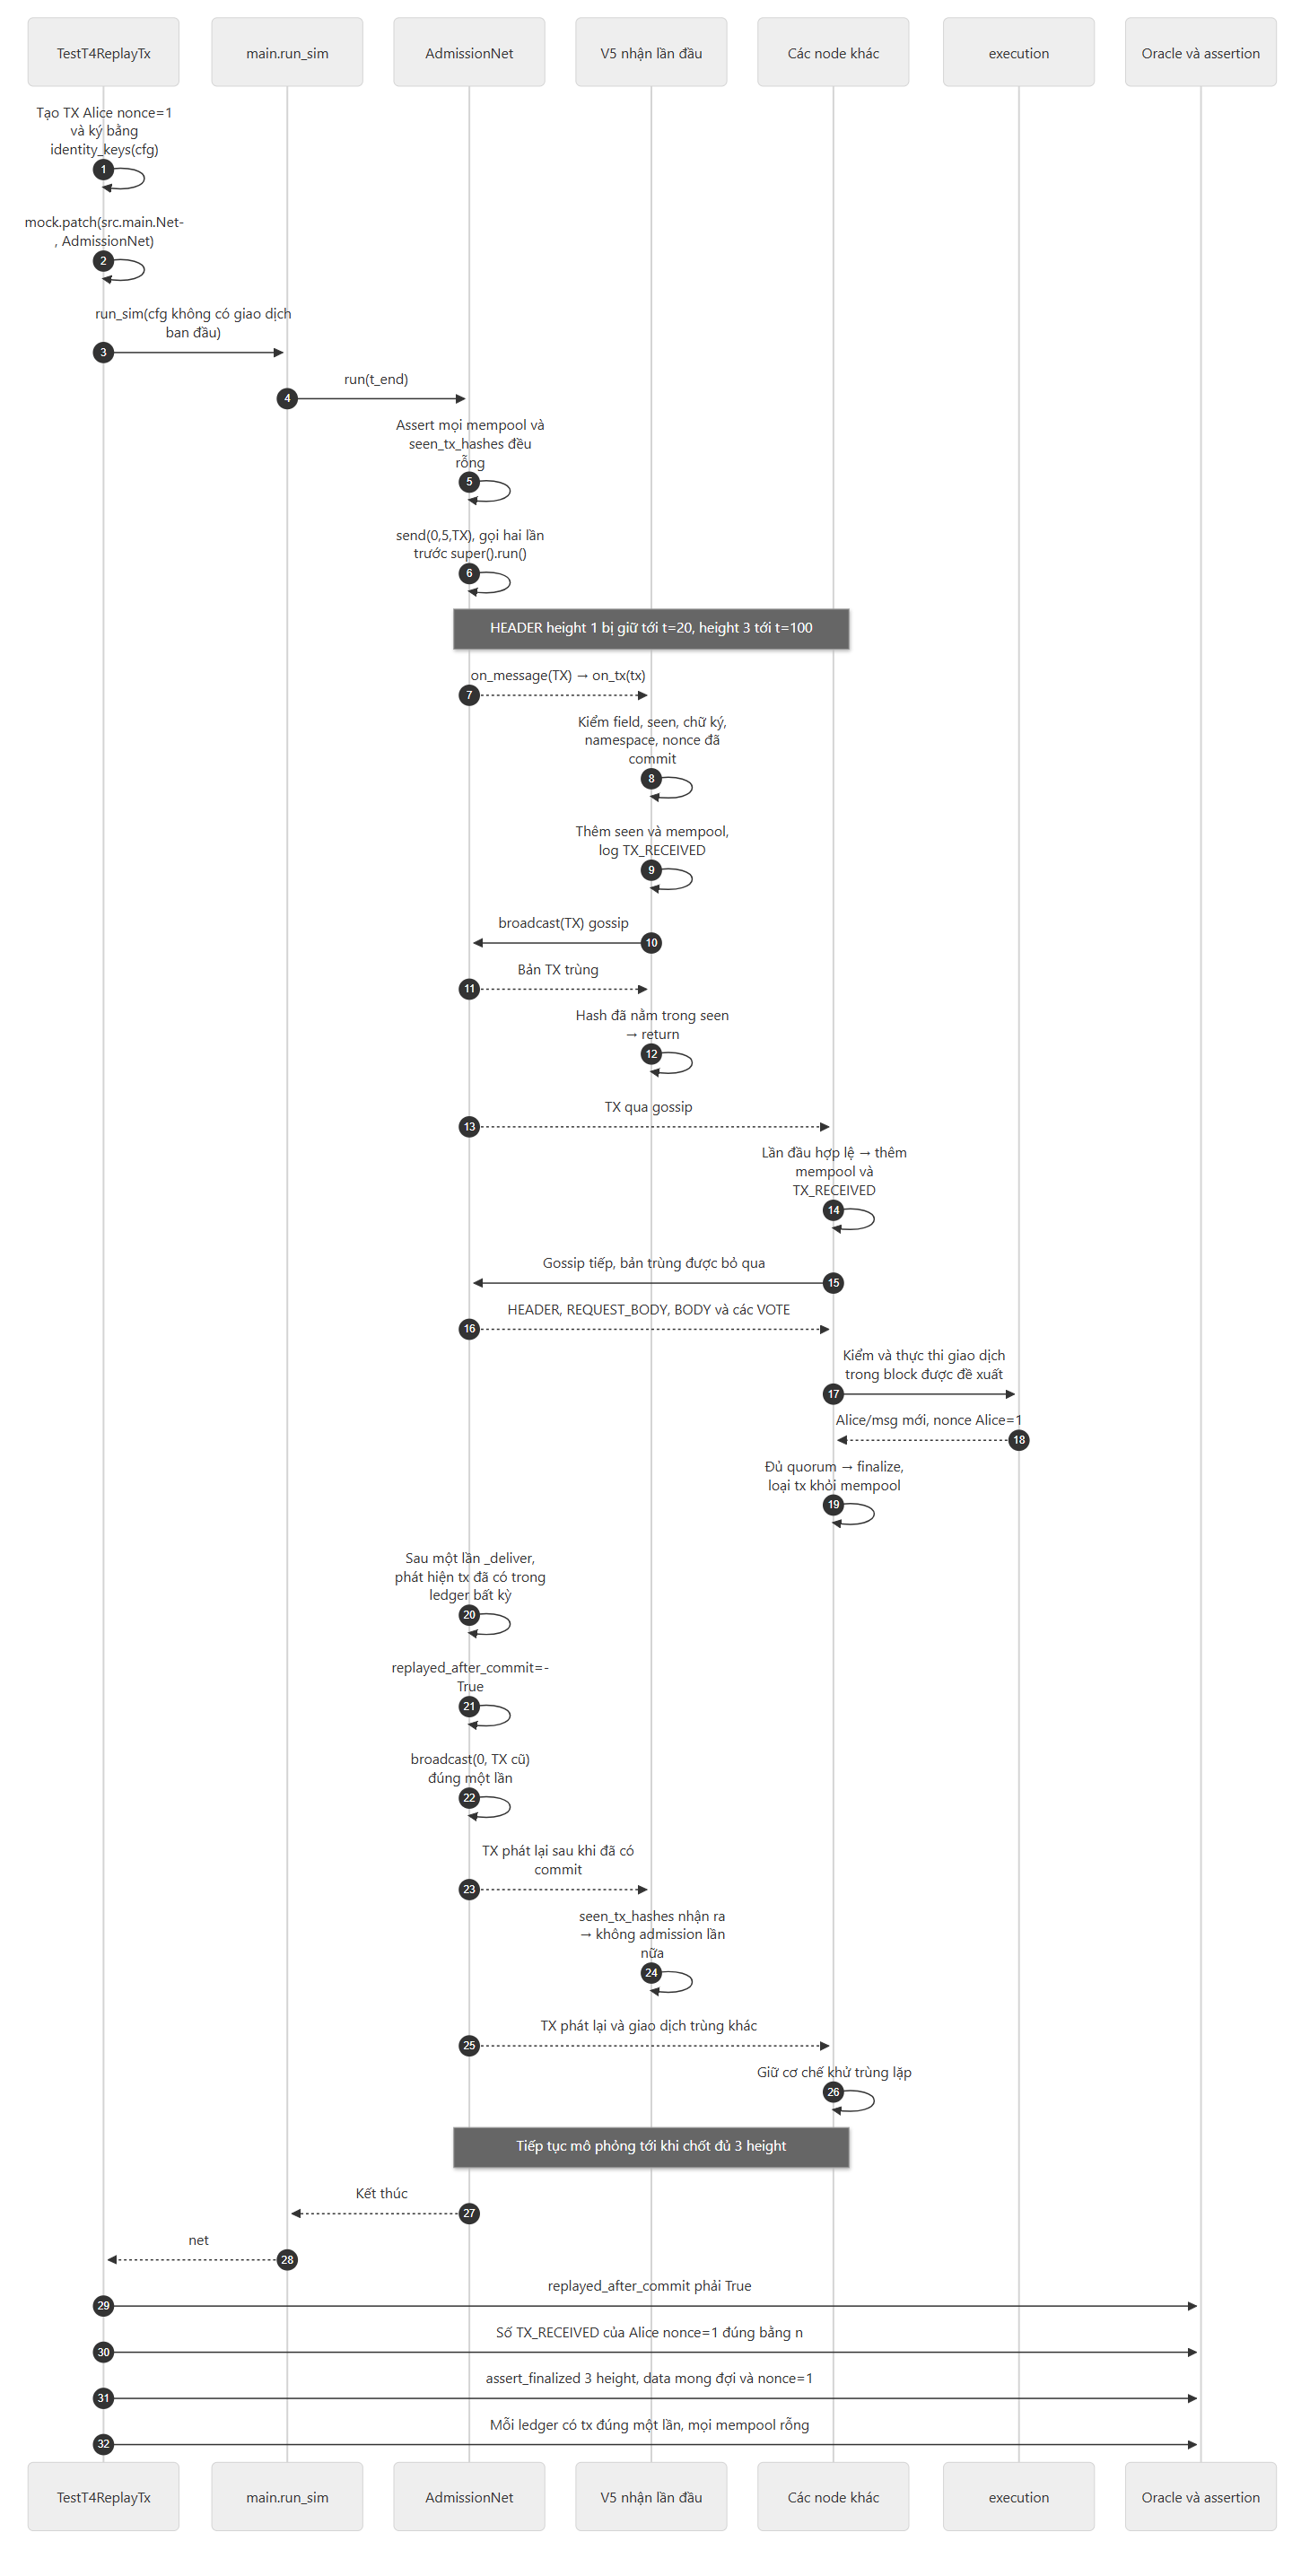 TestT4ReplayTx
main.run_sim
AdmissionNet
V5 nhận lần đầu
Các node khác
execution
Oracle và assertion
Tạo TX Alice nonce=1
và ký bằng
identity_keys(cfg)
1
mock.patch(src.main.Net-
, AdmissionNet)
2
run_sim(cfg không có giao dịch
ban đầu)
3
run(t_end)
4
Assert mọi mempool và
seen_tx_hashes đều
rỗng
5
send(0,5,TX), gọi hai lần
trước super().run()
6
HEADER height 1 bị giữ tới t=20, height 3 tới t=100
on_message(TX) → on_tx(tx)
7
Kiểm field, seen, chữ ký,
namespace, nonce đã
commit
8
Thêm seen và mempool,
log TX_RECEIVED
9
broadcast(TX) gossip
10
Bản TX trùng
11
Hash đã nằm trong seen
→ return
12
TX qua gossip
13
Lần đầu hợp lệ → thêm
mempool và
TX_RECEIVED
14
Gossip tiếp, bản trùng được bỏ qua
15
HEADER, REQUEST_BODY, BODY và các VOTE
16
Kiểm và thực thi giao dịch
trong block được đề xuất
17
Alice/msg mới, nonce Alice=1
18
Đủ quorum → finalize,
loại tx khỏi mempool
19
Sau một lần _deliver,
phát hiện tx đã có trong
ledger bất kỳ
20
replayed_after_commit=-
True
21
broadcast(0, TX cũ)
đúng một lần
22
TX phát lại sau khi đã có
commit
23
seen_tx_hashes nhận ra
→ không admission lần
nữa
24
TX phát lại và giao dịch trùng khác
25
Giữ cơ chế khử trùng lặp
26
Tiếp tục mô phỏng tới khi chốt đủ 3 height
Kết thúc
27
net
28
replayed_after_commit phải True
29
Số TX_RECEIVED của Alice nonce=1 đúng bằng n
30
assert_finalized 3 height, data mong đợi và nonce=1
31
Mỗi ledger có tx đúng một lần, mọi mempool rỗng
32
TestT4ReplayTx
main.run_sim
AdmissionNet
V5 nhận lần đầu
Các node khác
execution
Oracle và assertion